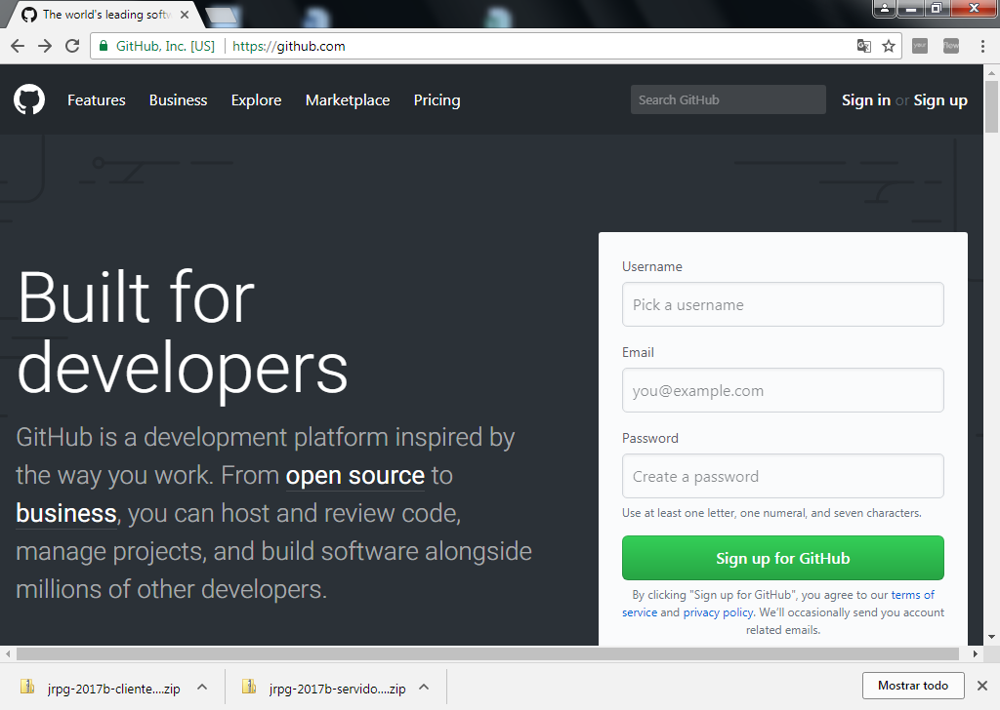 The world's leading softw
GitHub, Inc. [US]
https://github.com
Features
Business
Explore
Marketplace
Pricing
Search GitHub
Sign in or Sign up
Built for
developers
GitHub is a development platform inspired by
the way you work. From open source to
business, you can host and review code,
manage projects, and build software alongside
millions of other developers.
Username
Pick a username
Email
you@example.com
Password
Create a password
Use at least one letter, one numeral, and seven characters.
Sign up for GitHub
By clicking "Sign up for GitHub", you agree to our terms of
service and privacy policy. We'll occasionally send you account
related emails.
jrpg-2017b-cliente....zip
jrpg-2017b-servido....zip
Mostrar todo